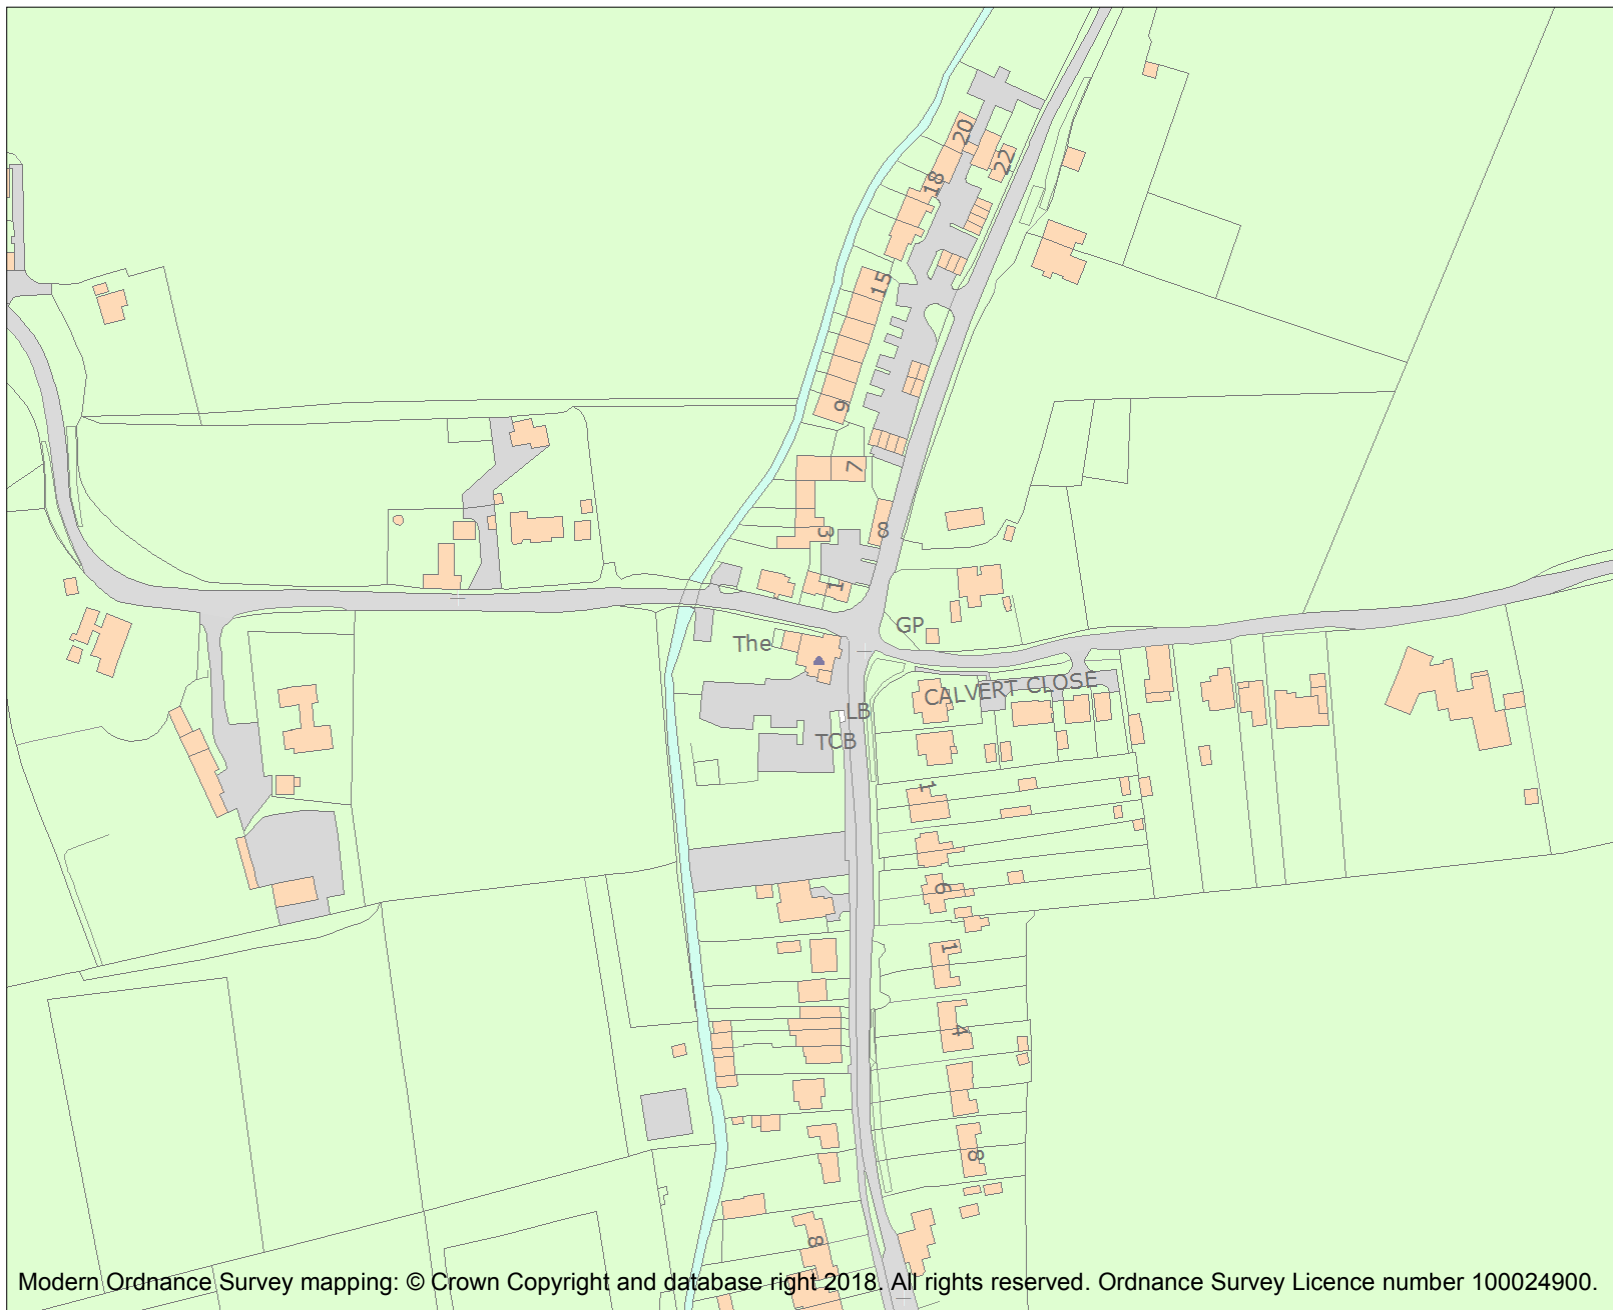 20
22
18
15
9
7
3
8
1
GP
The
CALVERT CLOSE
LB
TCB
1
6
1
4
8
8
Modern Ordnance Survey mapping: © Crown Copyright and database right 2018. All rights reserved. Ordnance Survey Licence number 100024900.